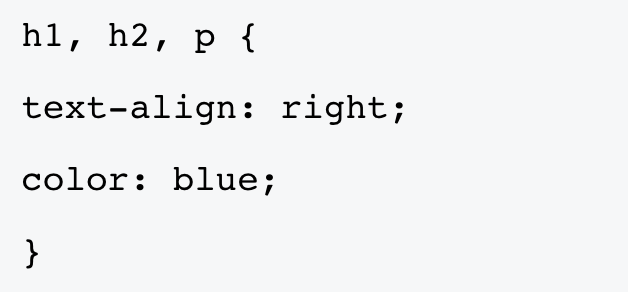 h1, h2, p {
text-align: right;
color: blue;
}